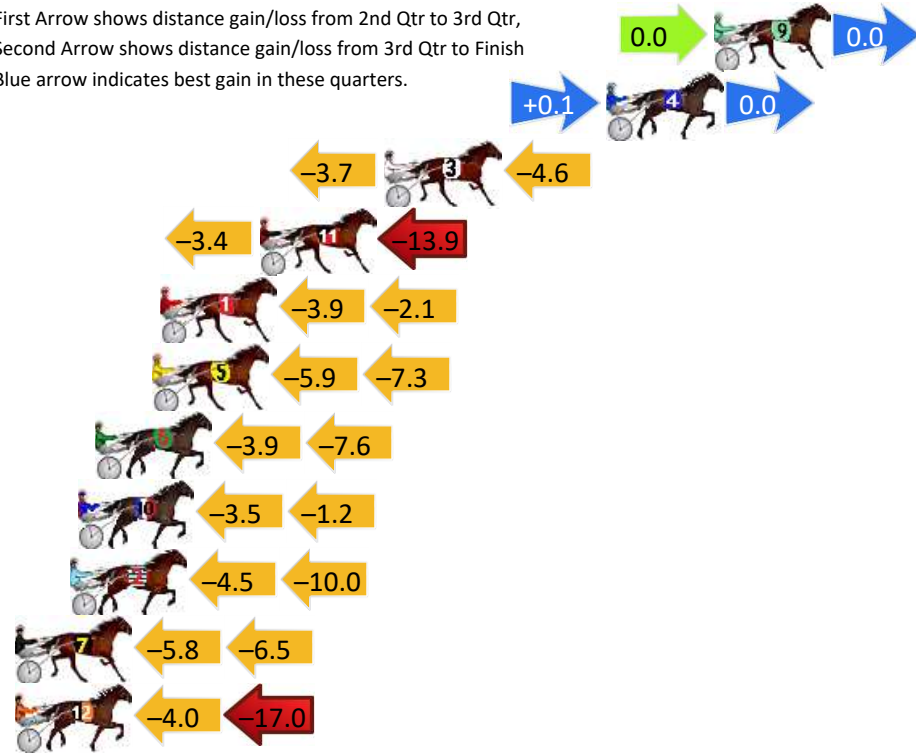 First Arrow shows distance gain/loss from 2nd Qtr to 3rd Qtr,
Second Arrow shows distance gain/loss from 3rd Qtr to Finish
Blue arrow indicates best gain in these quarters.
0.0 9 0.0
+0.1 4 0.0
−3.7 3 −4.6
−3.4 11 −13.9
1 −3.9 −2.1
5 −5.9 −7.3
−3.9 −7.6
10 −3.5 −1.2
2 −4.5 −10.0
7 −5.8 −6.5
12 −4.0 −17.0